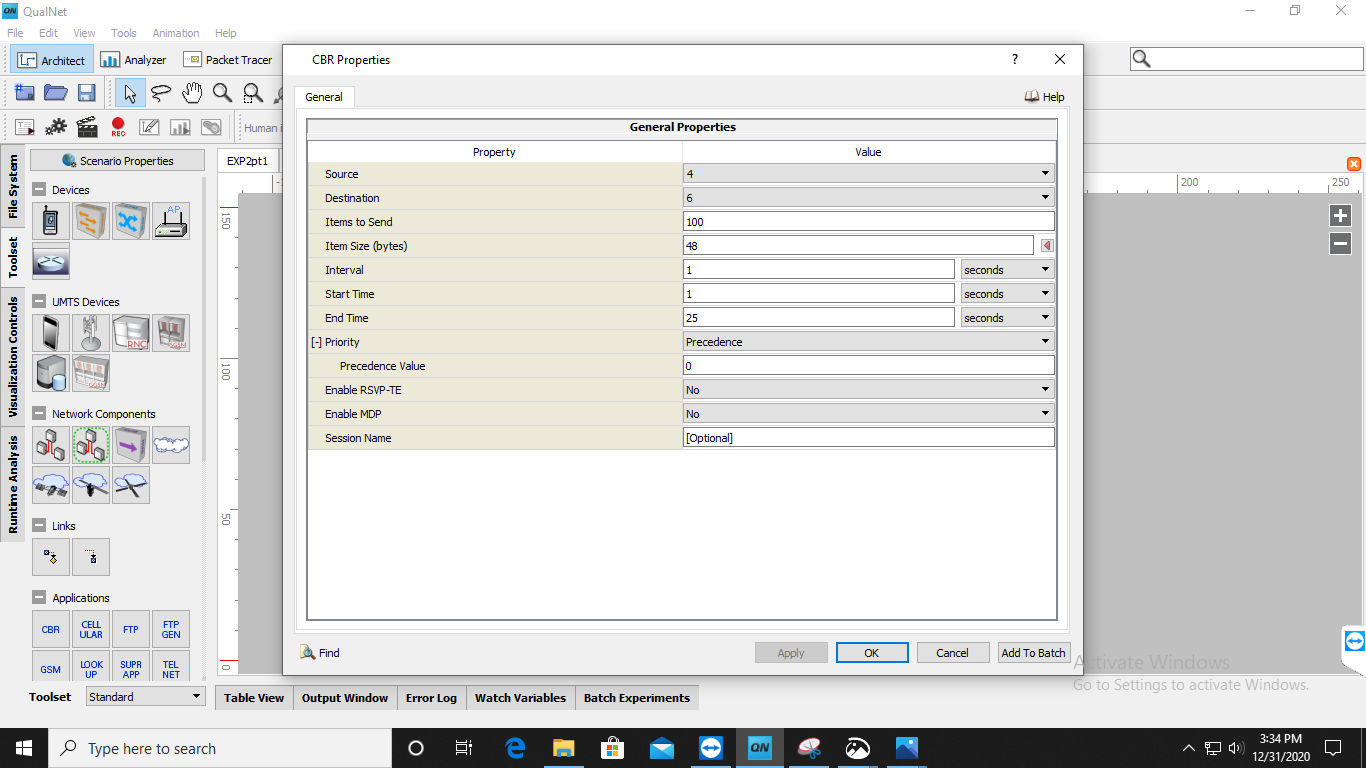 QualNet
File Edit View Tools Animation Help
Architect Analyzer Packet Tracer
CBR Properties ?
General
Help
REC
Human i
General Properties
Property Value
Source 4
Destination 6
Items to Send 100
Item Size (bytes) 48
Interval 1 seconds
Start Time 1 seconds
End Time 25 seconds
[-] Priority Precedence
Precedence Value 0
Enable RSVP-TE No
Enable MDP No
Session Name [Optional]
Find
Apply OK Cancel Add To Batch
File System
Toolset
Visualization Controls
Runtime Analysis
Scenario Properties
EXP2pt1
Devices
AP
UMTS Devices
RNC
SGSN
GGSN
Network Components
Links
Applications
CBR
CELL
ULAR
FTP
FTP
GEN
GSM
LOOK
UP
SUPR
APP
TEL
NET
Toolset Standard
150
100
50
0
200 250
Table View Output Window Error Log Watch Variables Batch Experiments
Activate Windows
Go to Settings to activate Windows.
Type here to search
QN
3:34 PM
12/31/2020